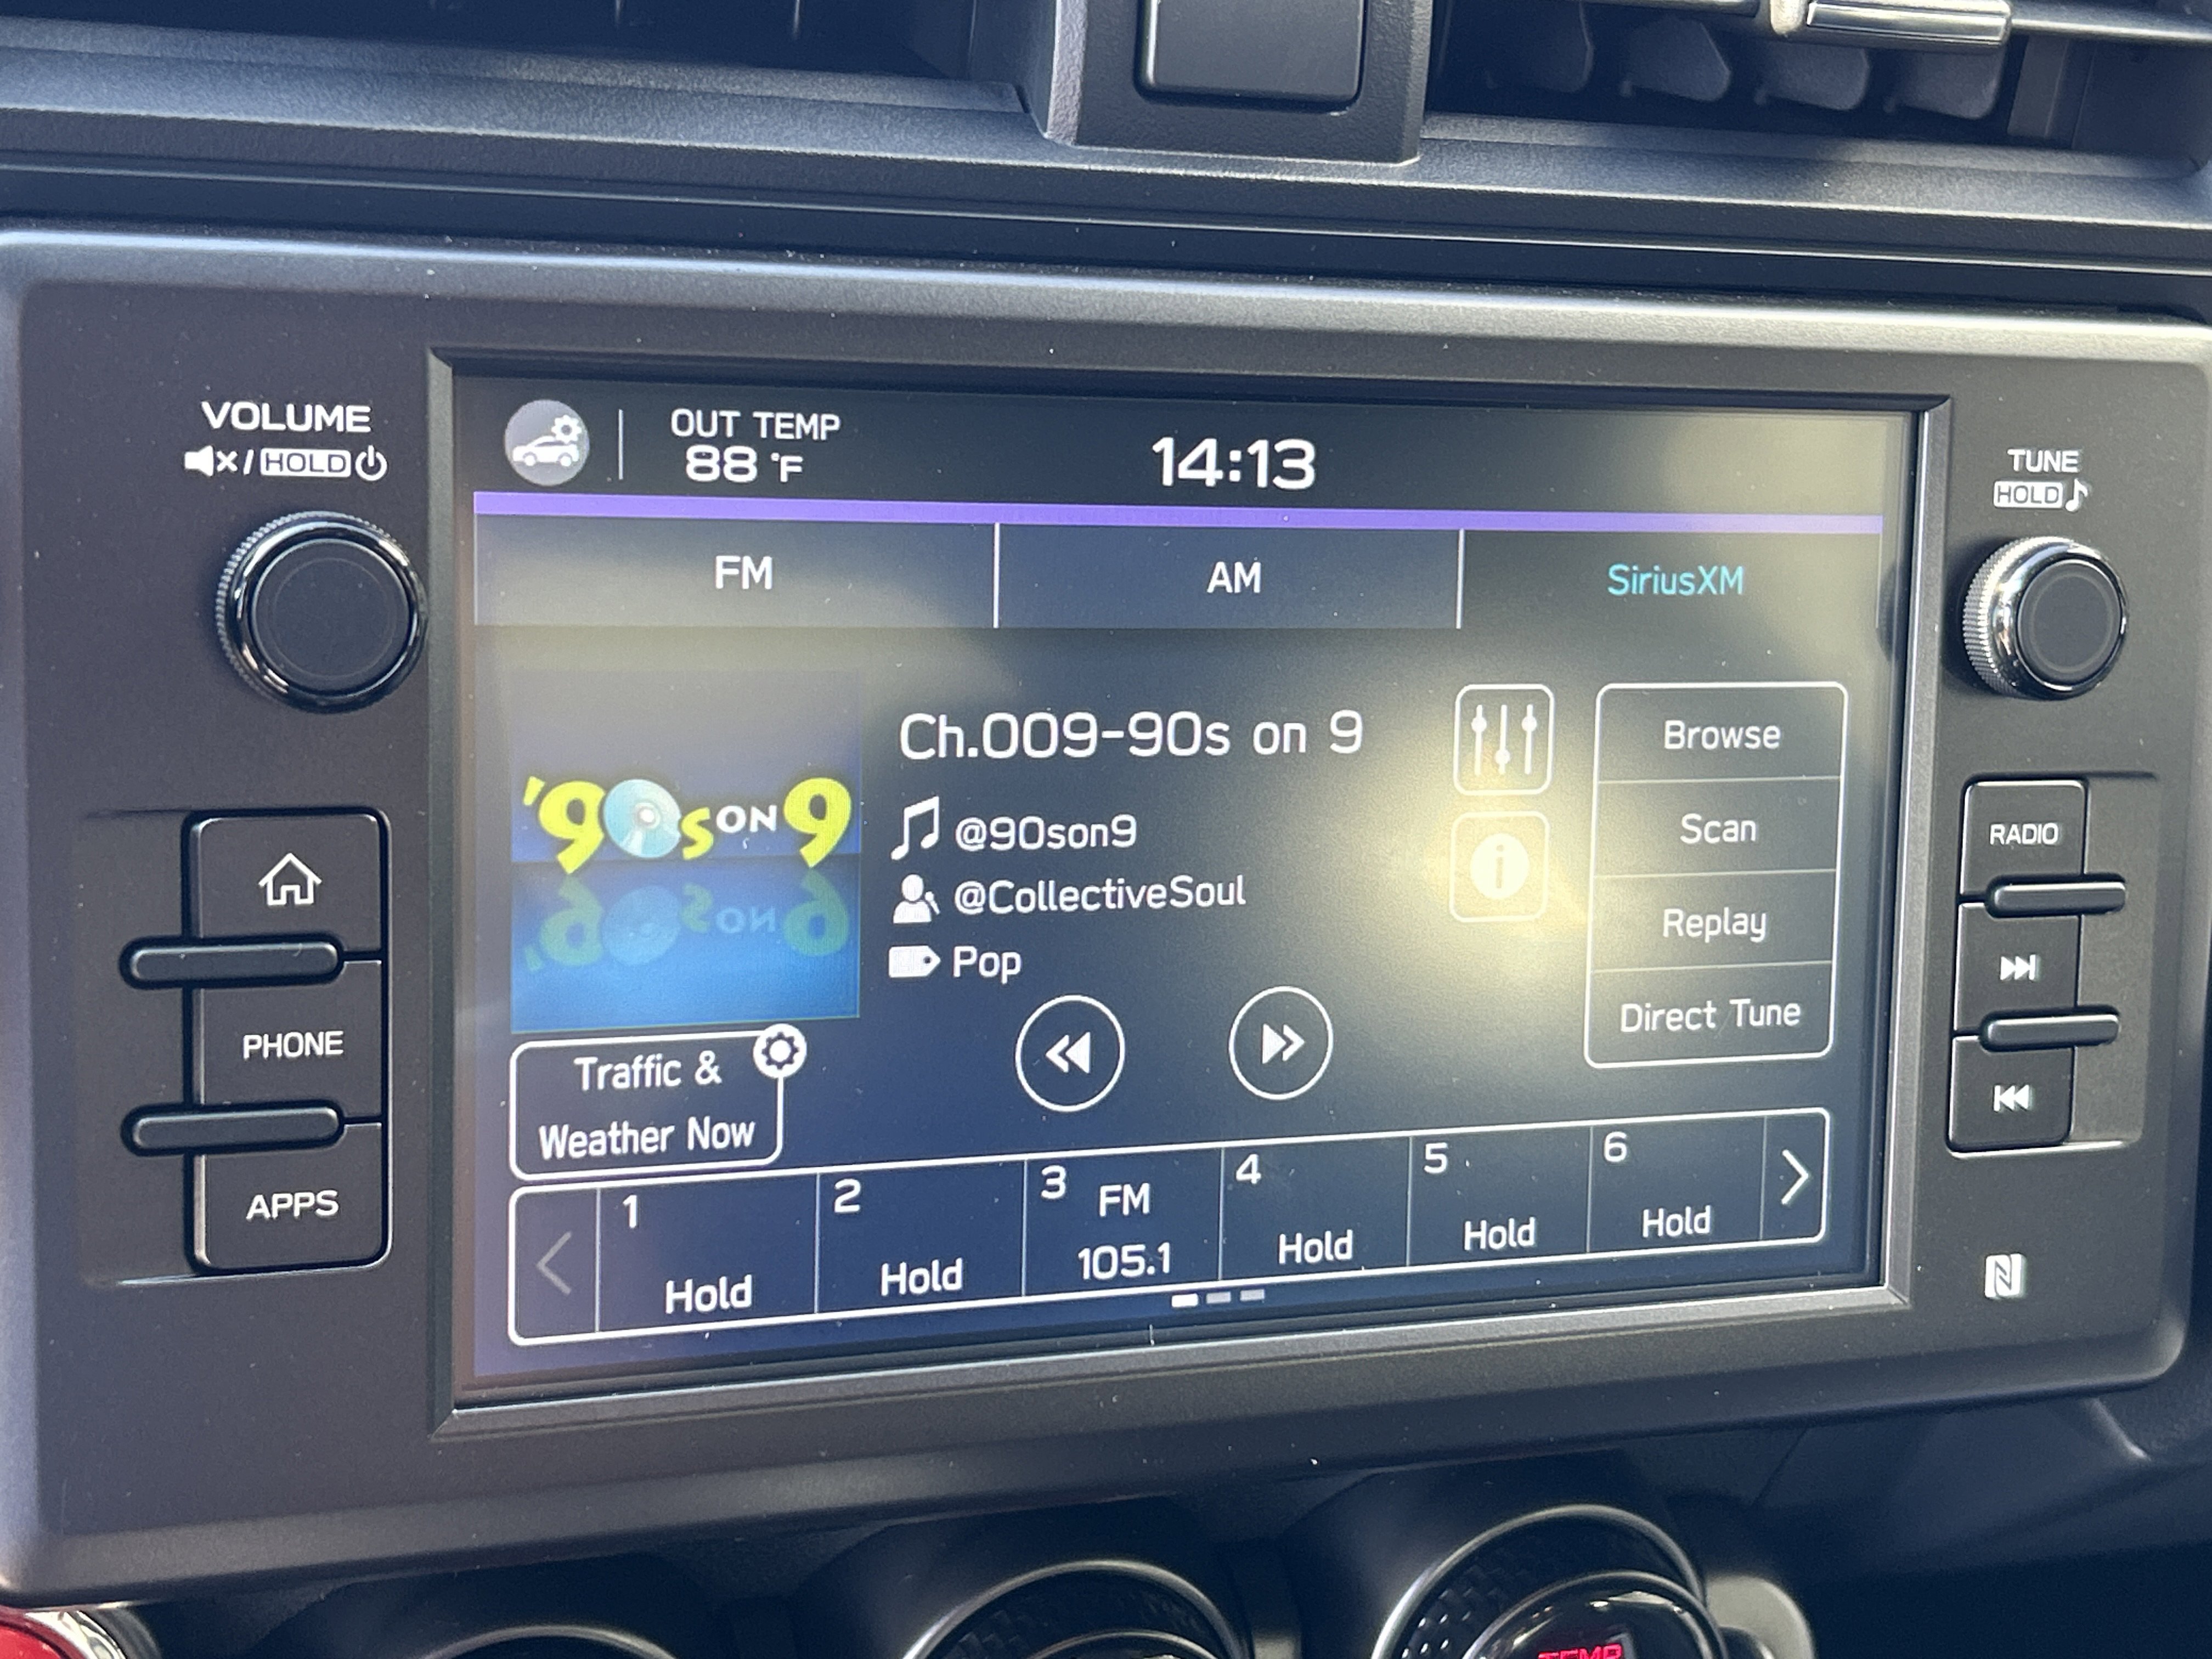 VOLUME
HOLD
OUT TEMP
88 °F
14:13
TUNE
HOLD
FM
AM
SiriusXM
'90s ON 9
Ch.009-90s on 9
@90son9
@CollectiveSoul
Pop
Browse
Scan
Replay
Direct Tune
RADIO
PHONE
APPS
Traffic &
Weather Now
1
Hold
2
Hold
3
FM
105.1
4
Hold
5
Hold
6
Hold
TEMP